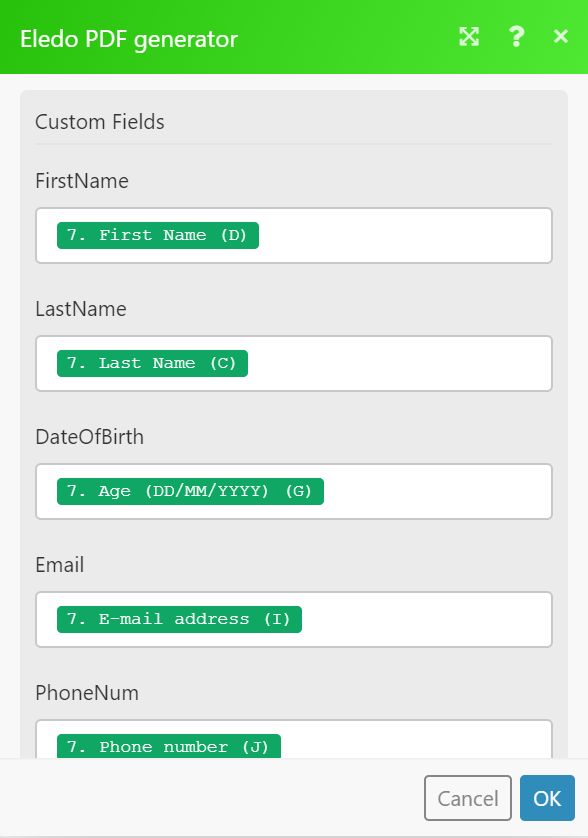 Eledo PDF generator
Custom Fields
FirstName
7. First Name (D)
LastName
7. Last Name (C)
DateOfBirth
7. Age (DD/MM/YYYY) (G)
Email
7. E-mail address (I)
PhoneNum
7. Phone number (J)
Cancel OK